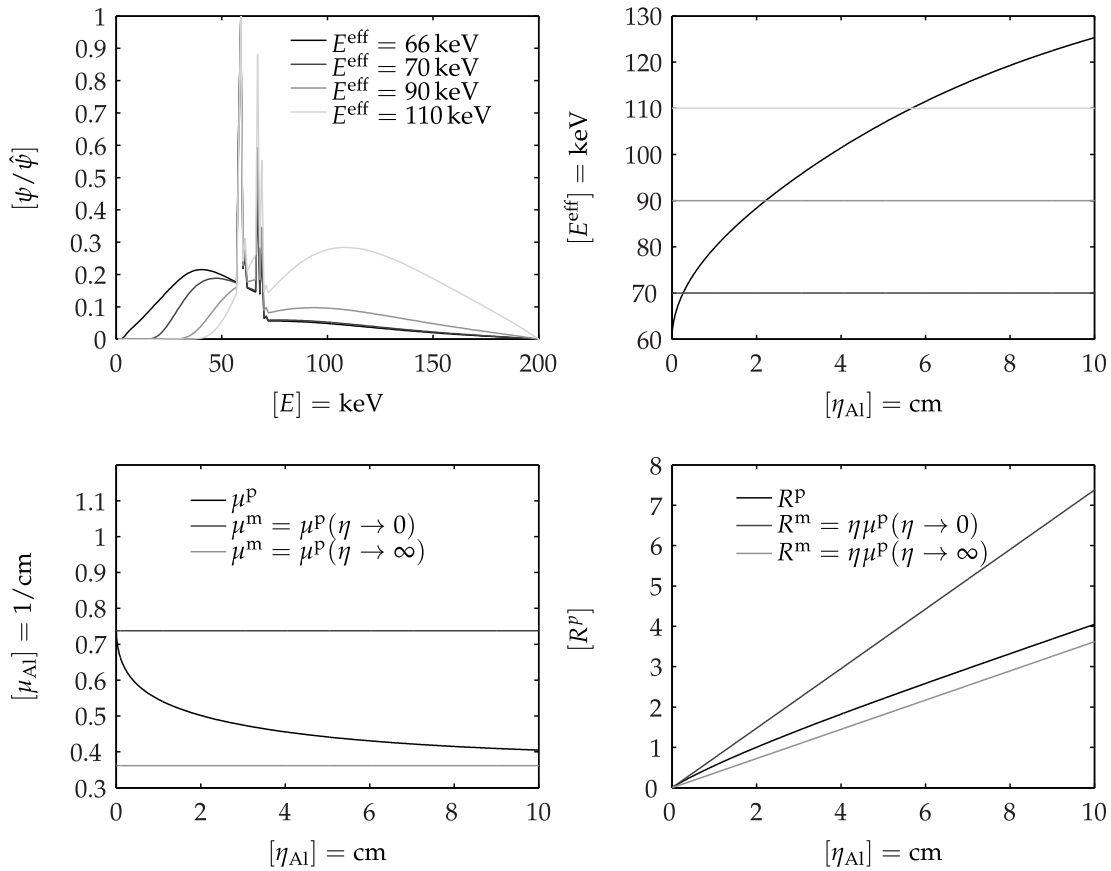 1
0.9
0.8
0.7
0.6
0.5
0.4
0.3
0.2
0.1
0
0 50 100 150 200
[ψ/ψ̂]
[E] = keV
E^eff = 66 keV
E^eff = 70 keV
E^eff = 90 keV
E^eff = 110 keV
130
120
110
100
90
80
70
60
0 2 4 6 8 10
[E^eff] = keV
[η_Al] = cm
1.1
1
0.9
0.8
0.7
0.6
0.5
0.4
0.3
0 2 4 6 8 10
[μ_Al] = 1/cm
[η_Al] = cm
μ^p
μ^m = μ^p(η → 0)
μ^m = μ^p(η → ∞)
8
7
6
5
4
3
2
1
0
0 2 4 6 8 10
[R^p]
[η_Al] = cm
R^p
R^m = ημ^p(η → 0)
R^m = ημ^p(η → ∞)